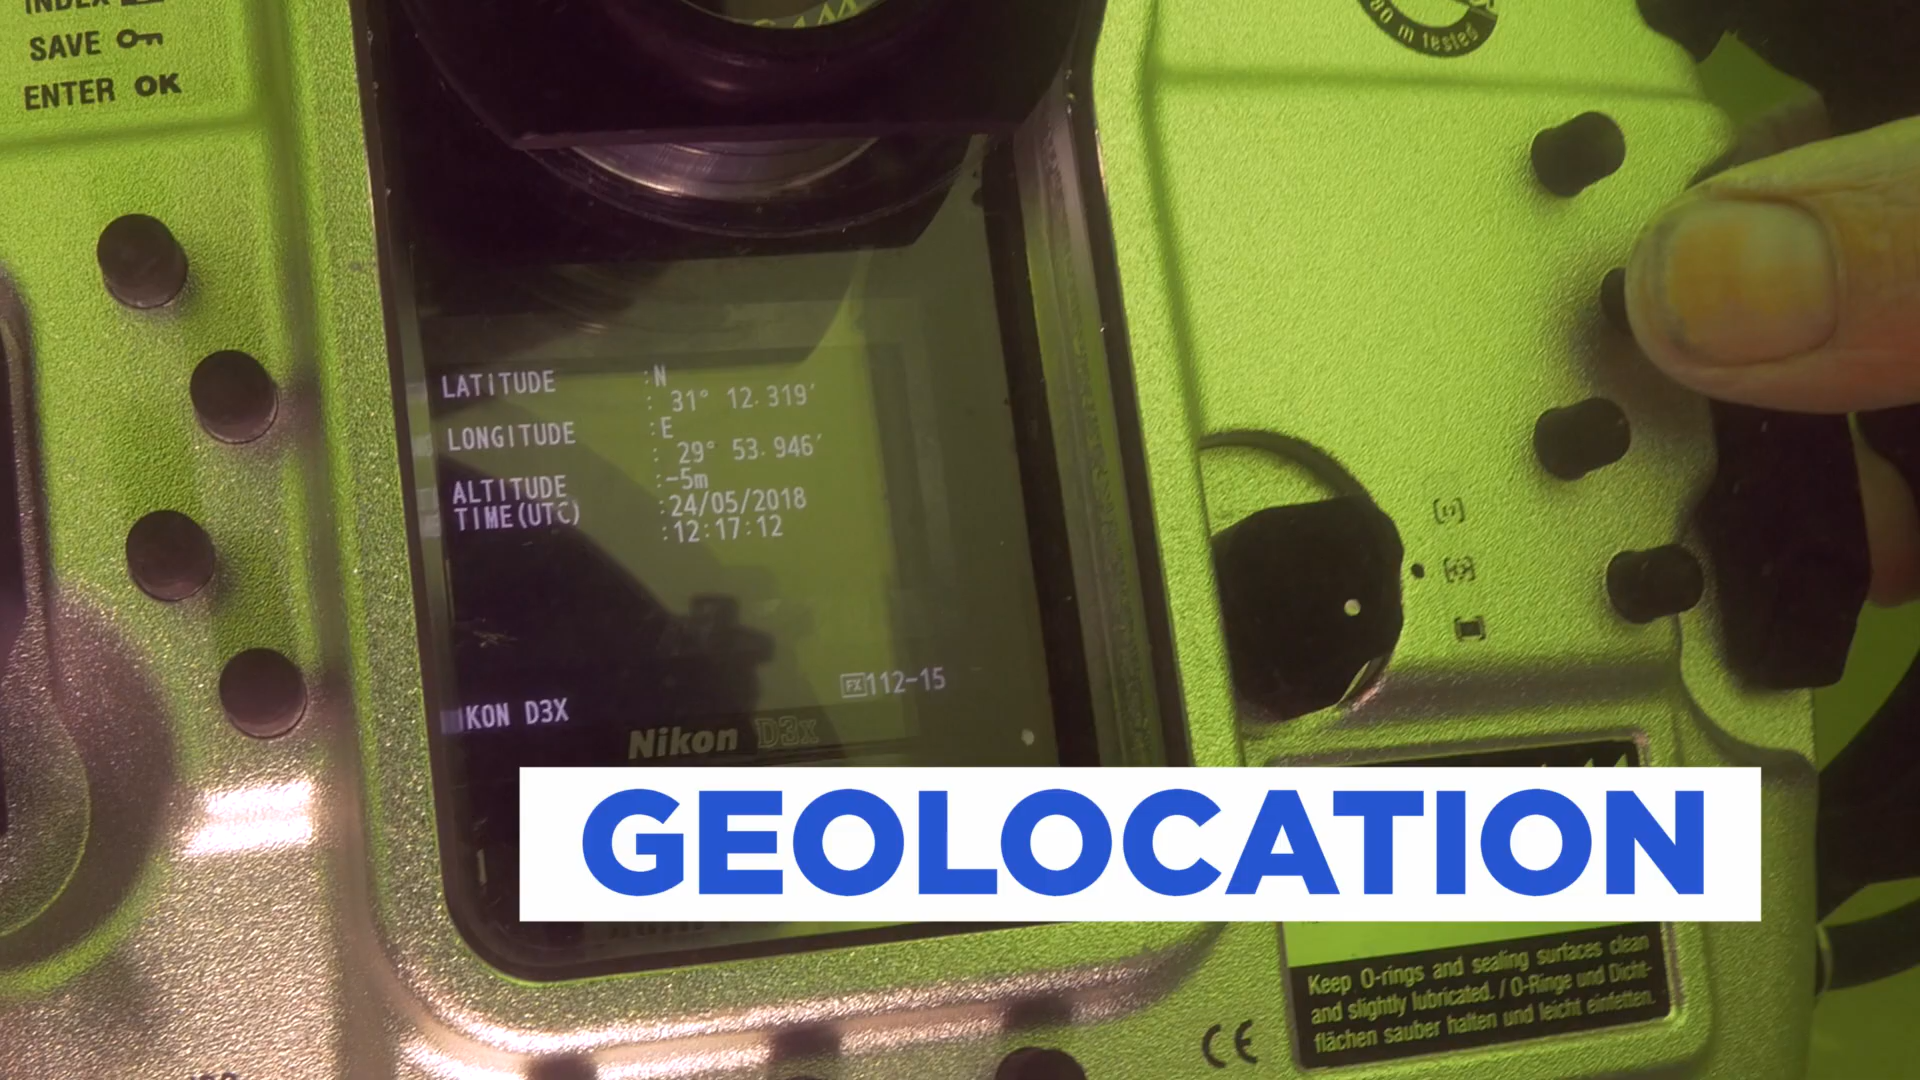 INDEX
SAVE
ENTER OK
m tested
LATITUDE :N
: 31° 12.319'
LONGITUDE :E
: 29° 53.946'
ALTITUDE :-5m
TIME(UTC) :24/05/2018
:12:17:12
FX 112-15
IKON D3X
Nikon D3x
GEOLOCATION
Keep O-rings and sealing surfaces clean
and slightly lubricated. / O-Ringe und Dicht-
flächen sauber halten und leicht einfetten.
CE